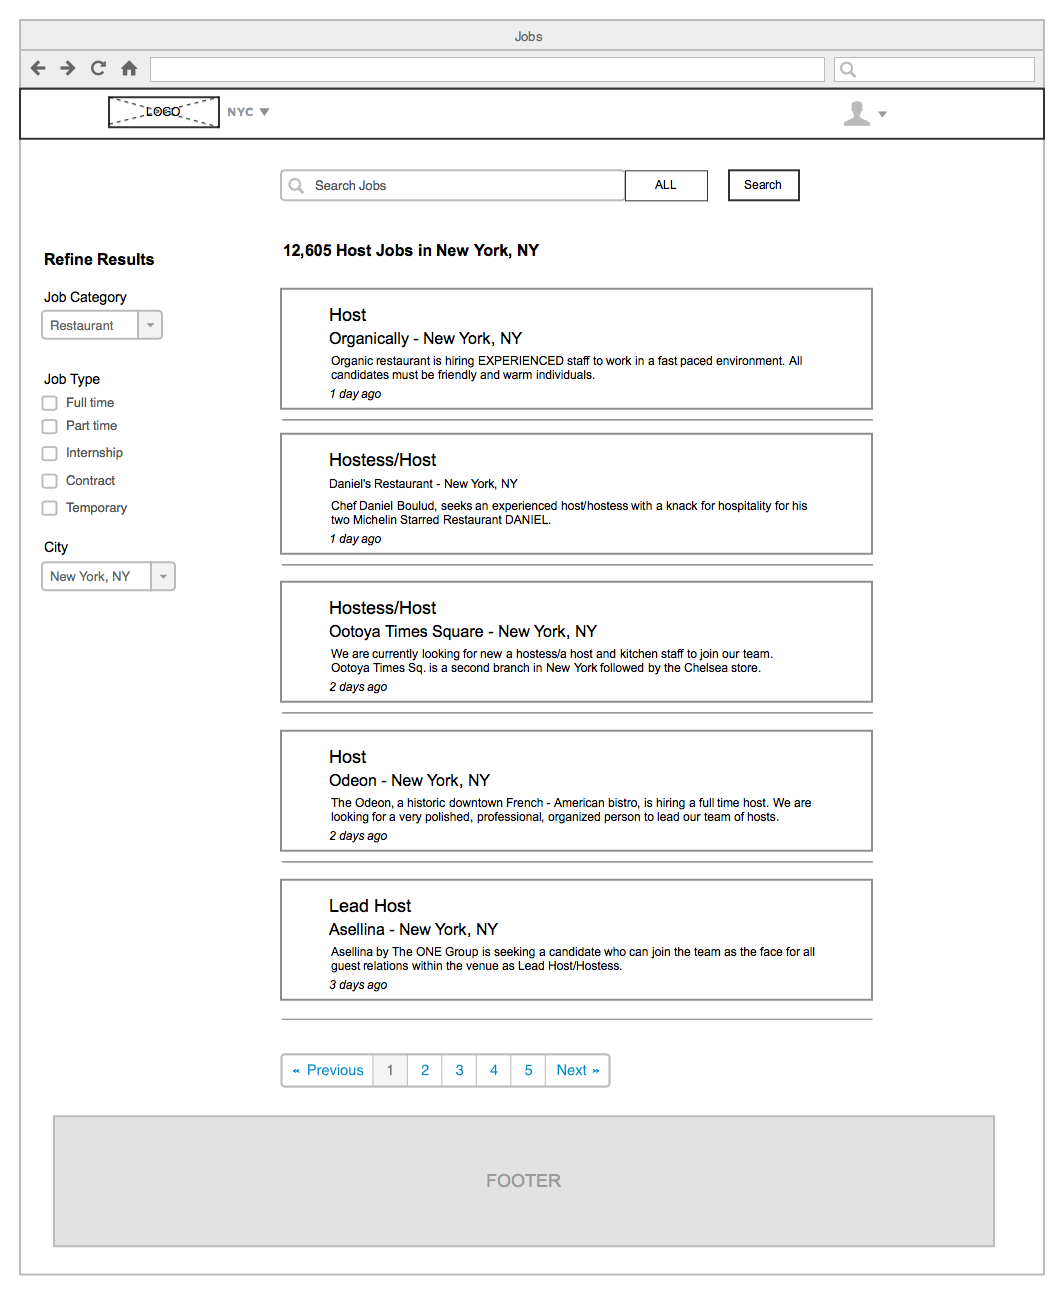 Jobs
LOGO NYC
Search Jobs ALL Search
Refine Results
Job Category
Restaurant
Job Type
Full time
Part time
Internship
Contract
Temporary
City
New York, NY
12,605 Host Jobs in New York, NY
Host
Organically - New York, NY
Organic restaurant is hiring EXPERIENCED staff to work in a fast paced environment. All
candidates must be friendly and warm individuals.
1 day ago
Hostess/Host
Daniel's Restaurant - New York, NY
Chef Daniel Boulud, seeks an experienced host/hostess with a knack for hospitality for his
two Michelin Starred Restaurant DANIEL.
1 day ago
Hostess/Host
Ootoya Times Square - New York, NY
We are currently looking for new a hostess/a host and kitchen staff to join our team.
Ootoya Times Sq. is a second branch in New York followed by the Chelsea store.
2 days ago
Host
Odeon - New York, NY
The Odeon, a historic downtown French - American bistro, is hiring a full time host. We are
looking for a very polished, professional, organized person to lead our team of hosts.
2 days ago
Lead Host
Asellina - New York, NY
Asellina by The ONE Group is seeking a candidate who can join the team as the face for all
guest relations within the venue as Lead Host/Hostess.
3 days ago
« Previous 1 2 3 4 5 Next »
FOOTER